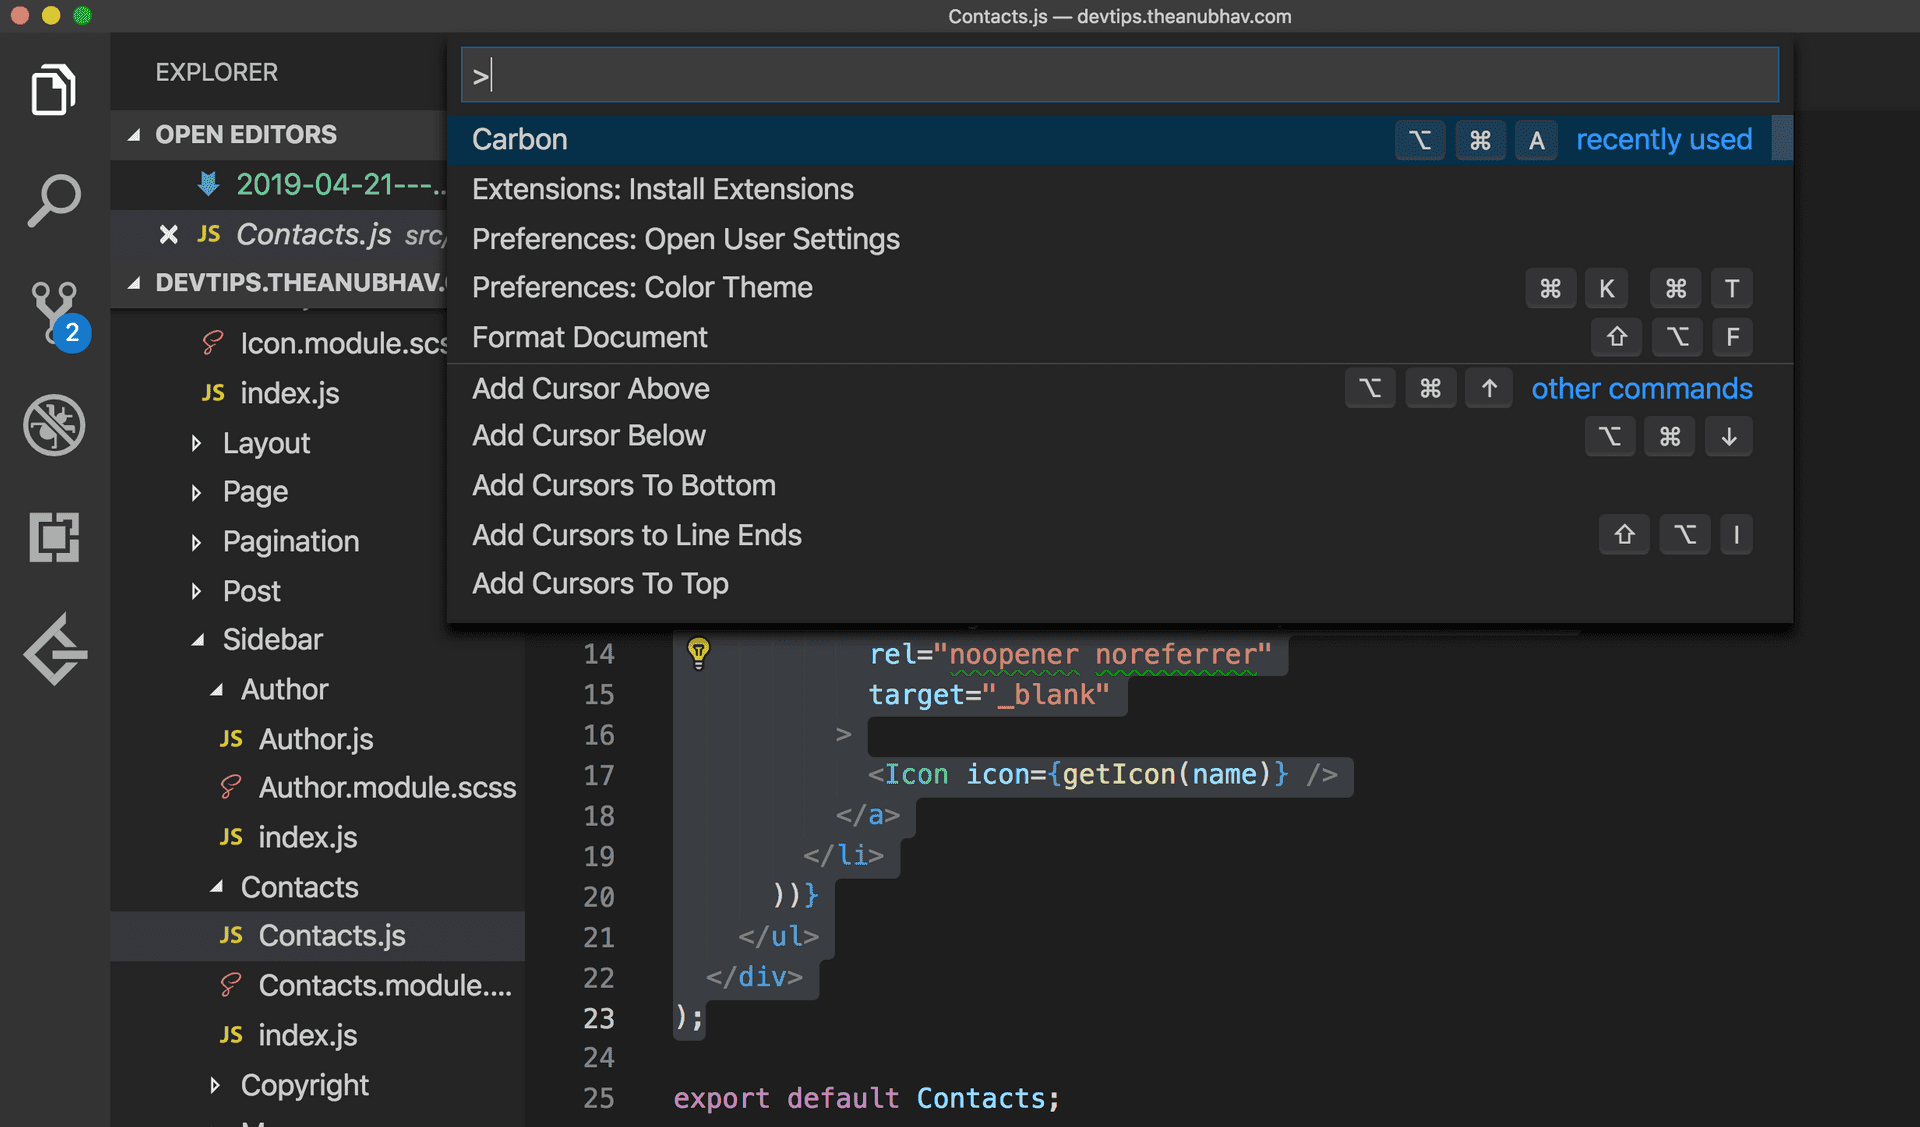 Contacts.js — devtips.theanubhav.com
EXPLORER
OPEN EDITORS
2019-04-21---...
JS Contacts.js src/
DEVTIPS.THEANUBHAV.
2
Icon.module.scs
JS index.js
Layout
Page
Pagination
Post
Sidebar
Author
JS Author.js
Author.module.scss
JS index.js
Contacts
JS Contacts.js
Contacts.module....
JS index.js
Copyright
>
Carbon ⌥ ⌘ A recently used
Extensions: Install Extensions
Preferences: Open User Settings
Preferences: Color Theme ⌘ K ⌘ T
Format Document ⇧ ⌥ F
Add Cursor Above ⌥ ⌘ ↑ other commands
Add Cursor Below ⌥ ⌘ ↓
Add Cursors To Bottom
Add Cursors to Line Ends ⇧ ⌥ I
Add Cursors To Top
14 rel="noopener noreferrer"
15 target="_blank"
16 >
17 <Icon icon={getIcon(name)} />
18 </a>
19 </li>
20 ))}
21 </ul>
22 </div>
23 );
24
25 export default Contacts;